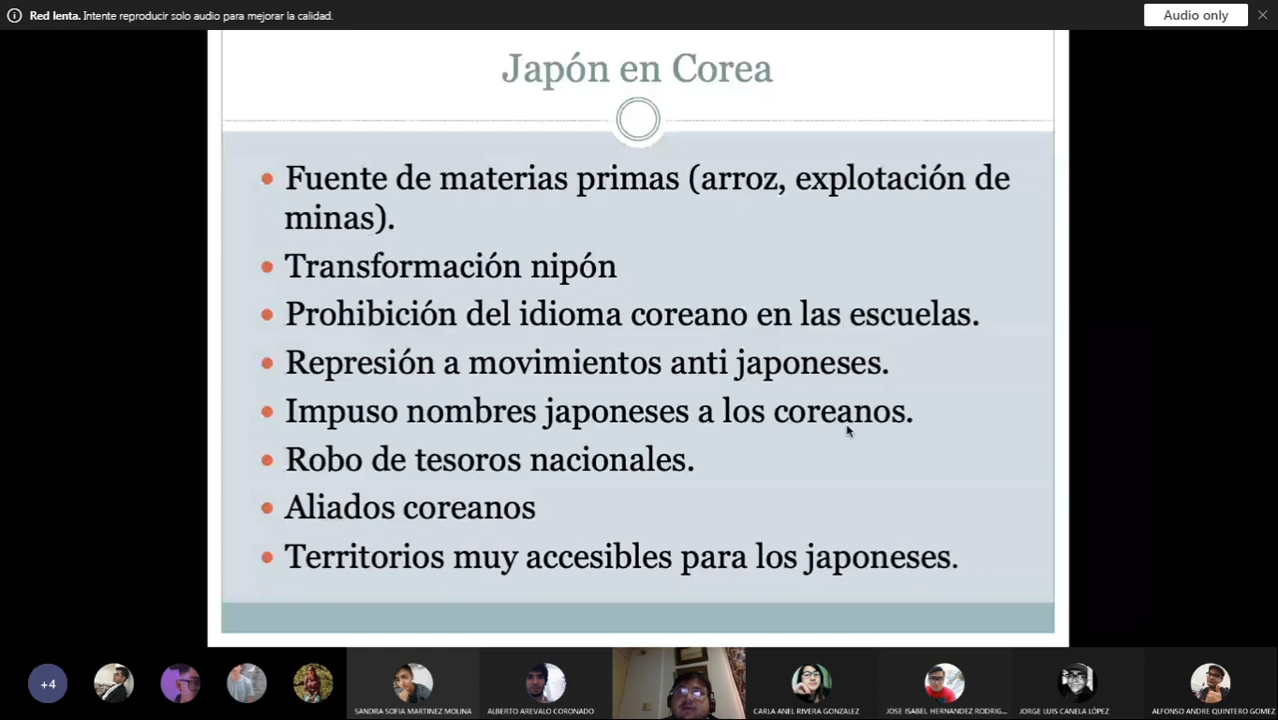 Red lenta. Intente reproducir solo audio para mejorar la calidad.
Audio only
Japón en Corea
Fuente de materias primas (arroz, explotación de
minas).
Transformación nipón
Prohibición del idioma coreano en las escuelas.
Represión a movimientos anti japoneses.
Impuso nombres japoneses a los coreanos.
Robo de tesoros nacionales.
Aliados coreanos
Territorios muy accesibles para los japoneses.
+4
SANDRA SOFIA MARTINEZ MOLINA
ALBERTO AREVALO CORONADO
CARLA ANEL RIVERA GONZALEZ
JOSE ISABEL HERNANDEZ RODRIG...
JORGE LUIS CANELA LÓPEZ
ALFONSO ANDRE QUINTERO GOMEZ